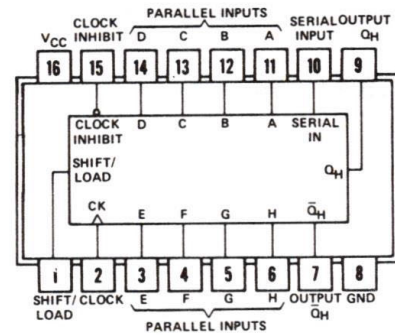 PARALLEL INPUTS
CLOCK SERIAL OUTPUT
VCC INHIBIT D C B A INPUT QH
16 15 14 13 12 11 10 9
CLOCK D C B A SERIAL
INHIBIT IN
SHIFT/
LOAD QH
CK E F G H Q̅H
1 2 3 4 5 6 7 8
SHIFT/ CLOCK E F G H OUTPUT GND
LOAD Q̅H
PARALLEL INPUTS